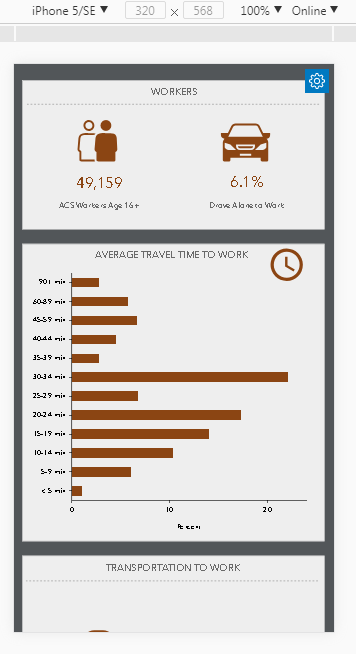 iPhone 5/SE ▼ 320 × 568 100% ▼ Online ▼
WORKERS
49,159 6.1%
ACS Workers Age 16+ Drove Alone to Work
AVERAGE TRAVEL TIME TO WORK
90+ min
60-89 min
45-59 min
40-44 min
35-39 min
30-34 min
25-29 min
20-24 min
15-19 min
10-14 min
5-9 min
< 5 min
0 10 20
Percent
TRANSPORTATION TO WORK